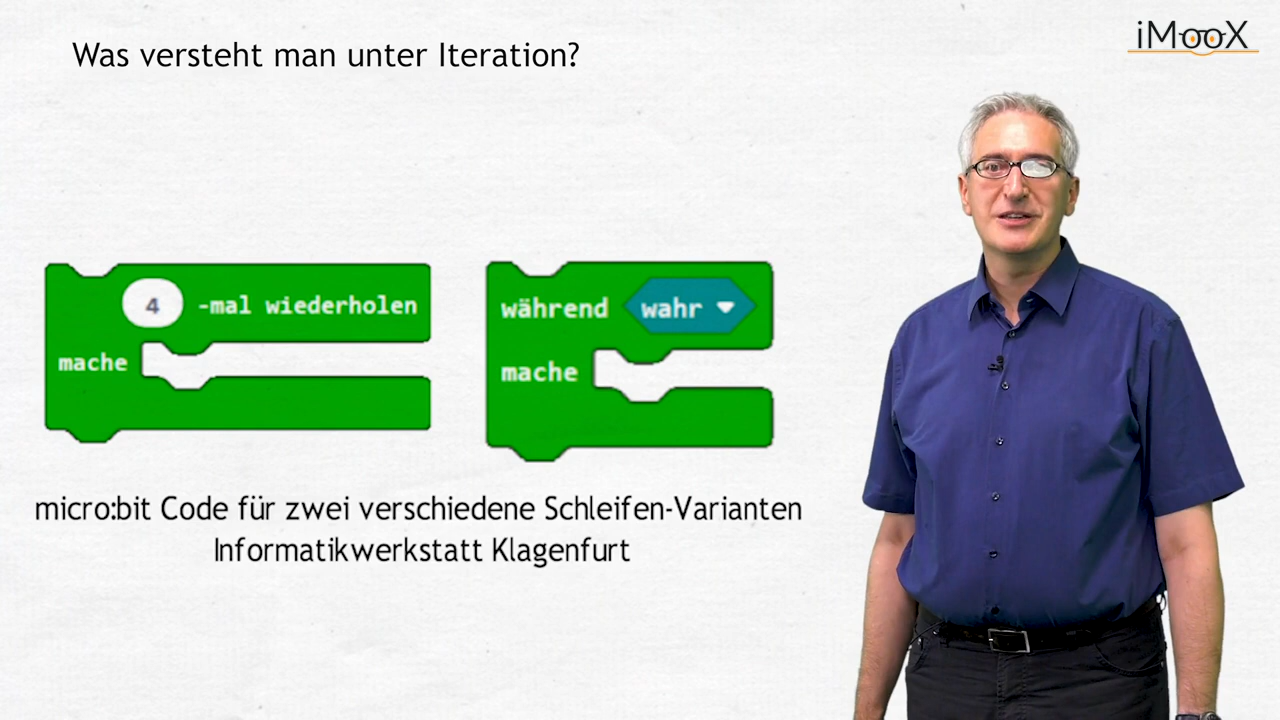 Was versteht man unter Iteration?
iMooX
4 -mal wiederholen
mache
während wahr
mache
micro:bit Code für zwei verschiedene Schleifen-Varianten
Informatikwerkstatt Klagenfurt